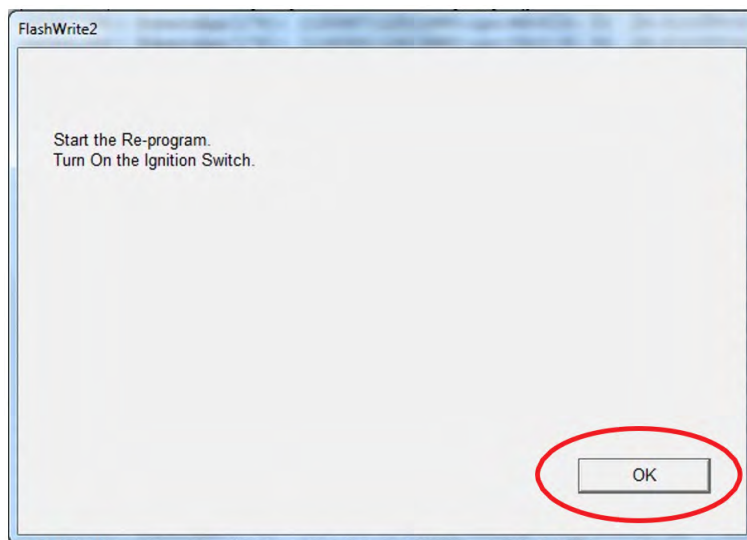 FlashWrite2
Start the Re-program.
Turn On the Ignition Switch.
OK